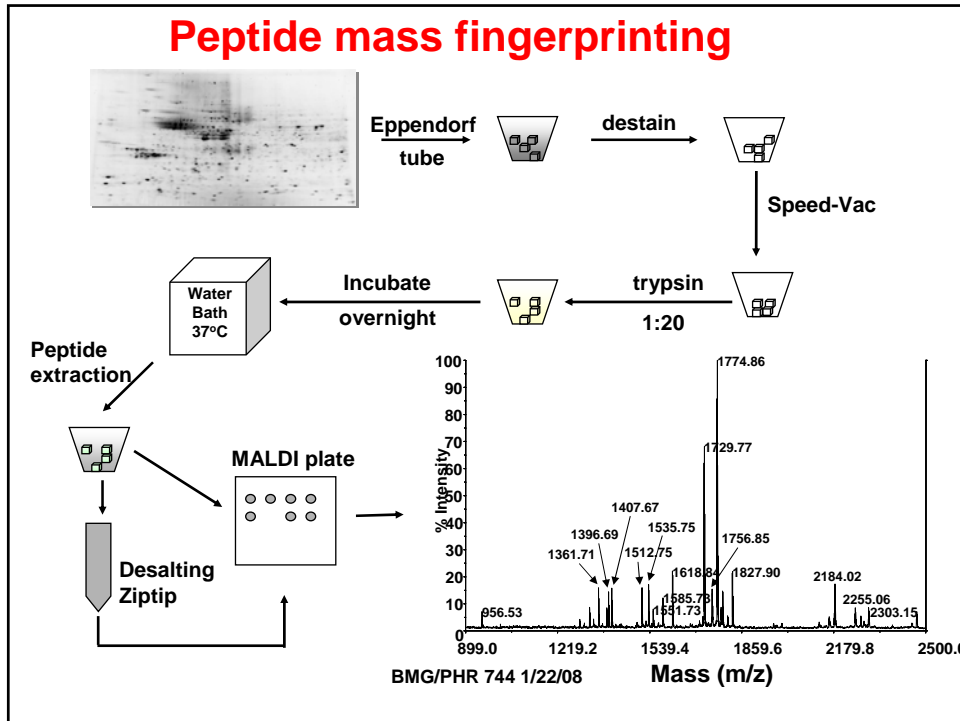 Peptide mass fingerprinting
Eppendorf
tube
destain
Speed-Vac
trypsin
1:20
Incubate
overnight
Water
Bath
37ºC
Peptide
extraction
MALDI plate
Desalting
Ziptip
% Intensity
100
90
80
70
60
50
40
30
20
10
0
1774.86
1729.77
1407.67
1396.69
1535.75
1361.71
1512.75
1756.85
1618.84
1827.90
1585.73
1551.73
956.53
2184.02
2255.06
2303.15
899.0
1219.2
1539.4
1859.6
2179.8
2500.0
Mass (m/z)
BMG/PHR 744 1/22/08